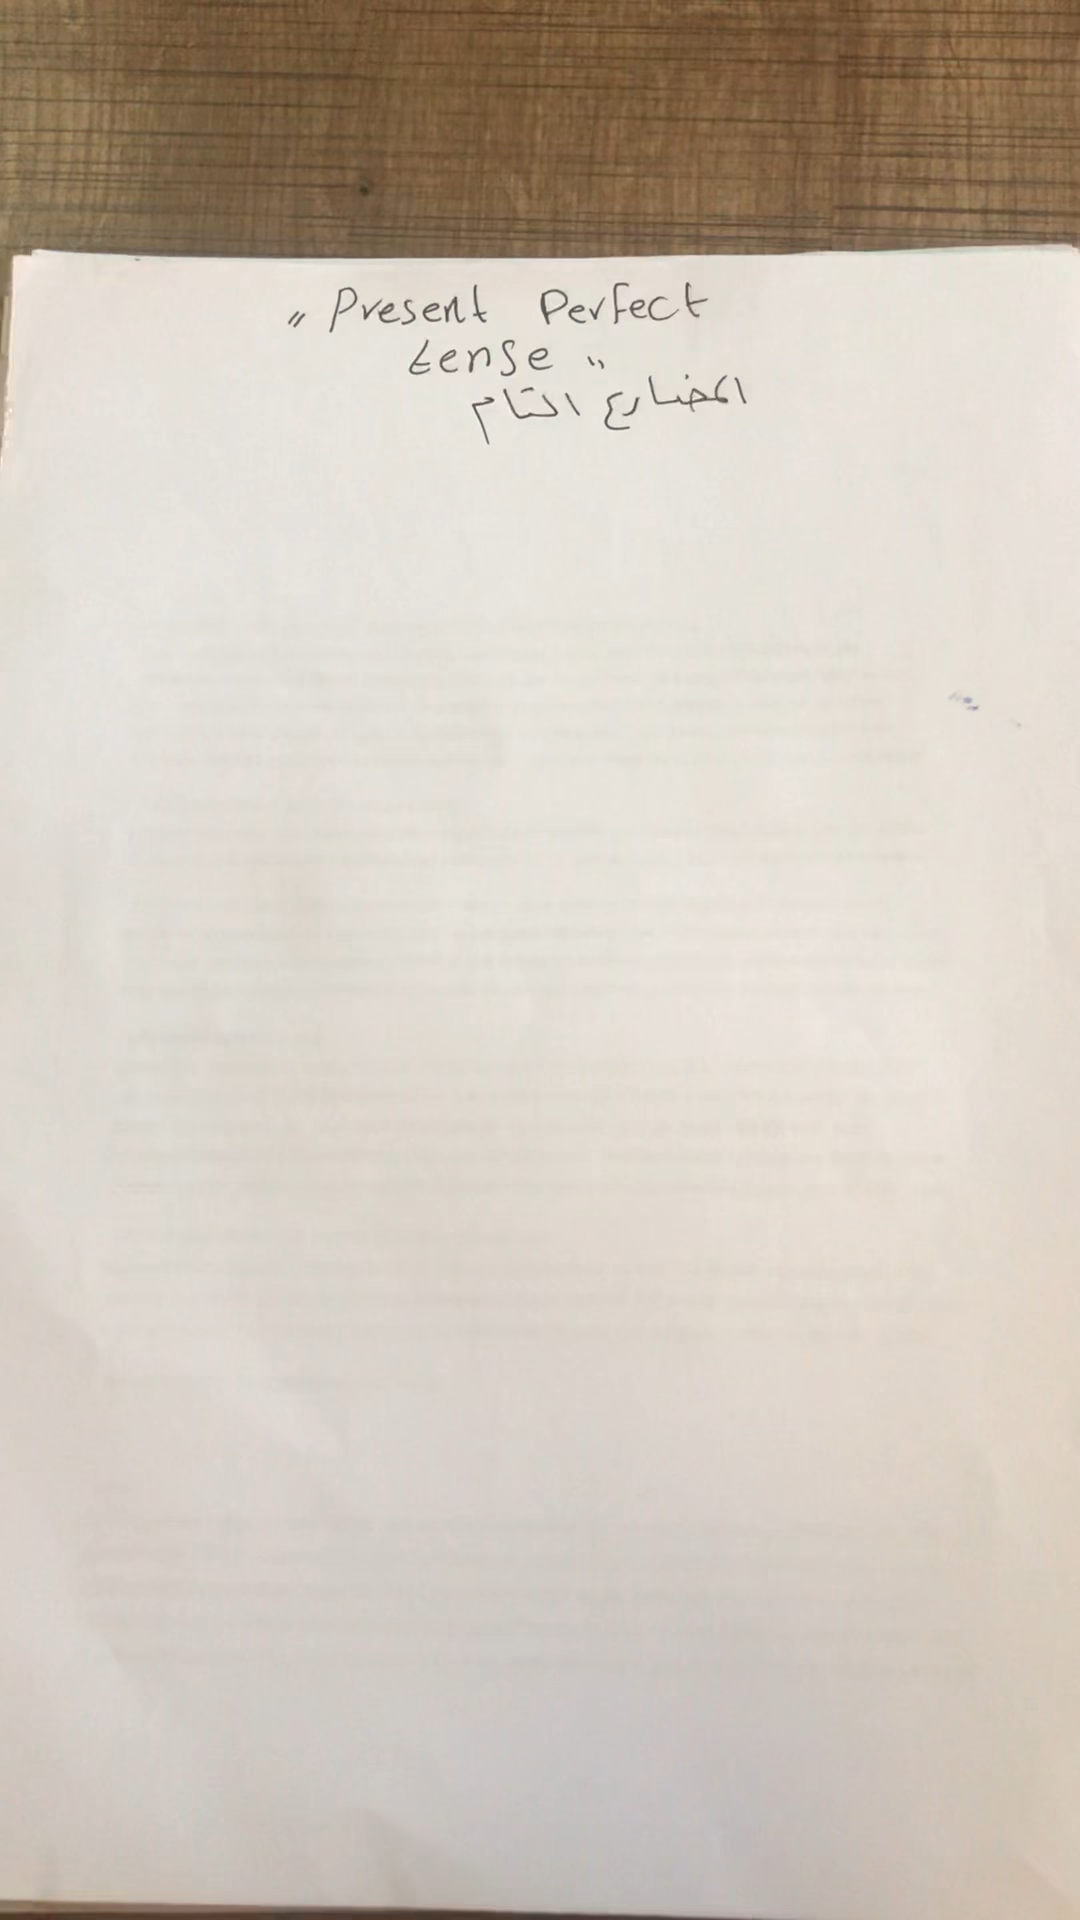 " Present Perfect
tense "
المضارع التام